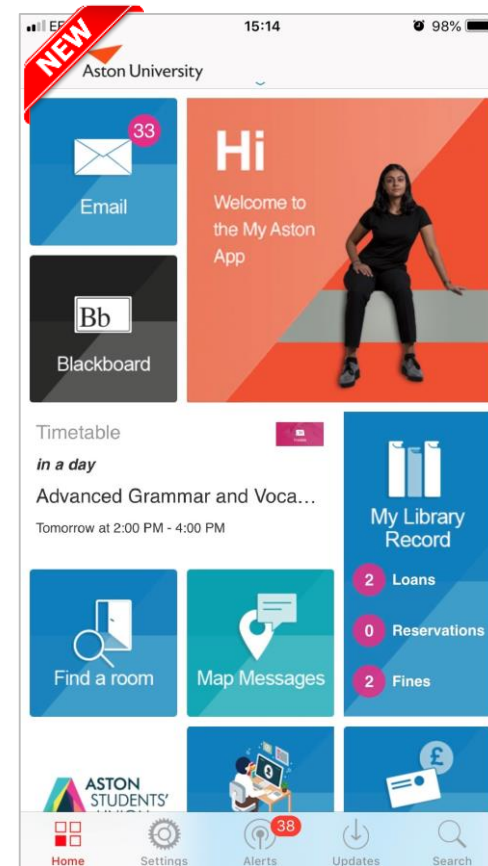 NEW
15:14
98%
Aston University
33
Email
Hi
Welcome to
the My Aston
App
Bb
Blackboard
Timetable
in a day
Advanced Grammar and Voca...
Tomorrow at 2:00 PM - 4:00 PM
My Library
Record
2 Loans
0 Reservations
2 Fines
Find a room
Map Messages
£
ASTON
STUDENTS'
38
Home
Settings
Alerts
Updates
Search